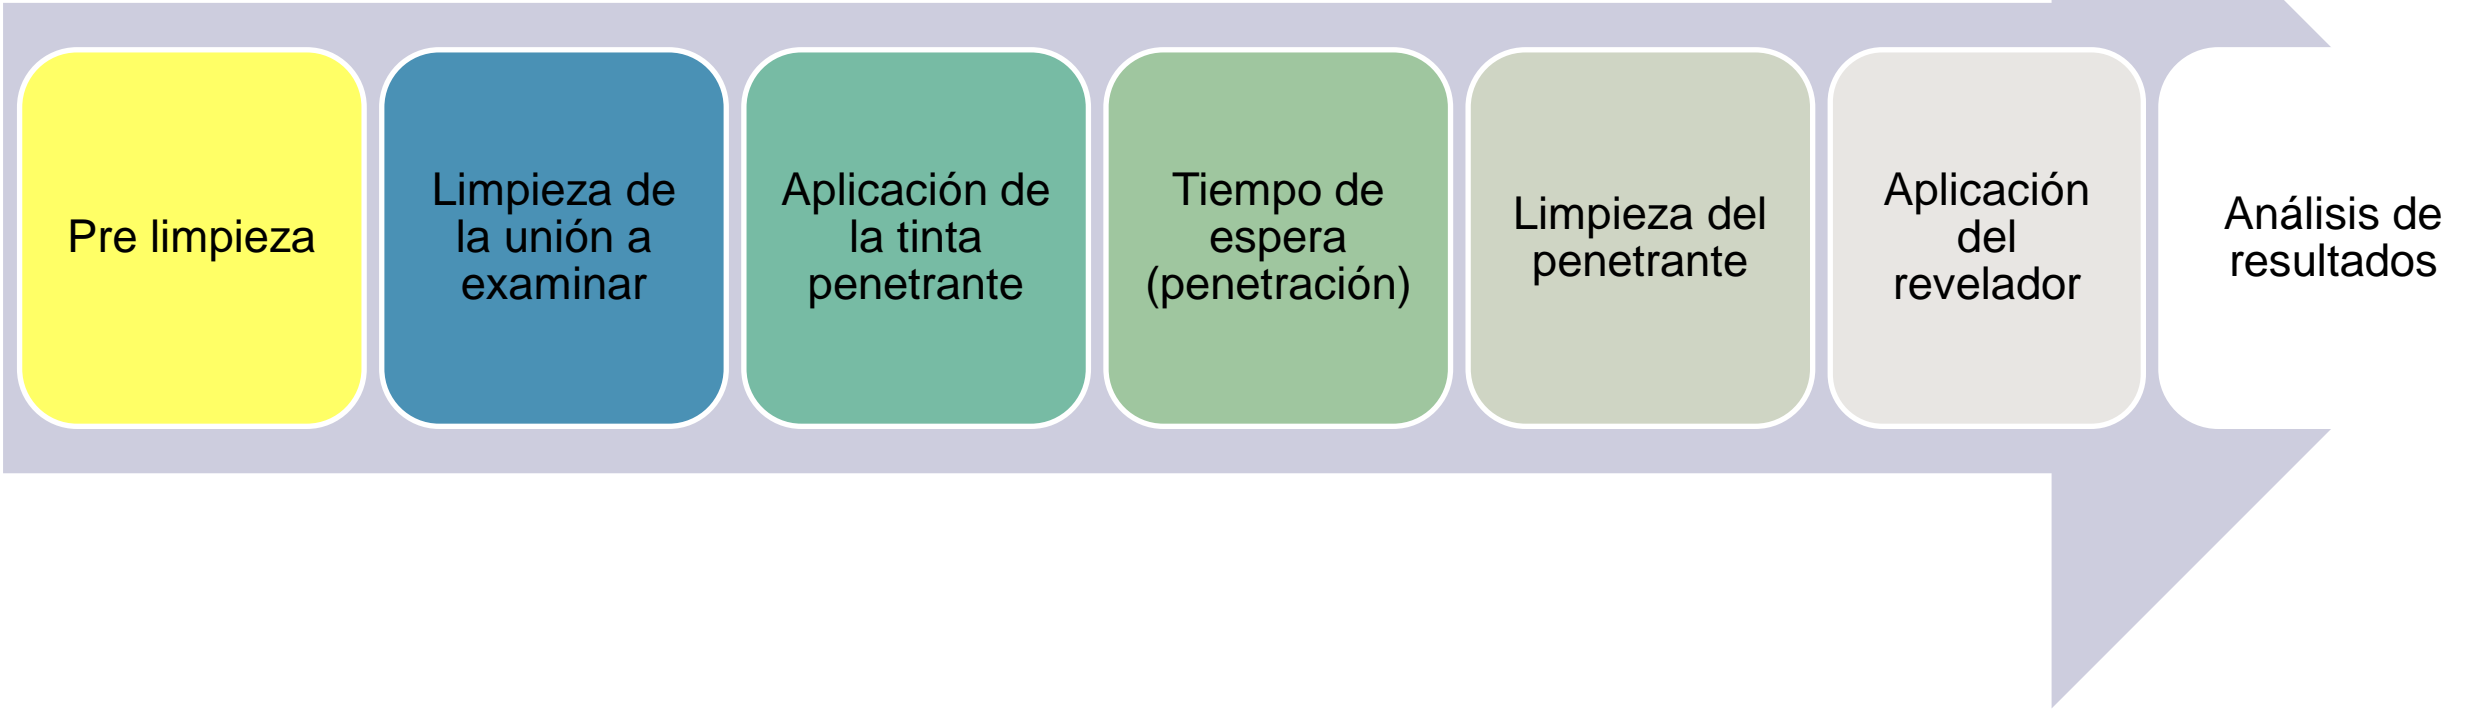 Pre limpieza
Limpieza de
la unión a
examinar
Aplicación de
la tinta
penetrante
Tiempo de
espera
(penetración)
Limpieza del
penetrante
Aplicación
del
revelador
Análisis de
resultados